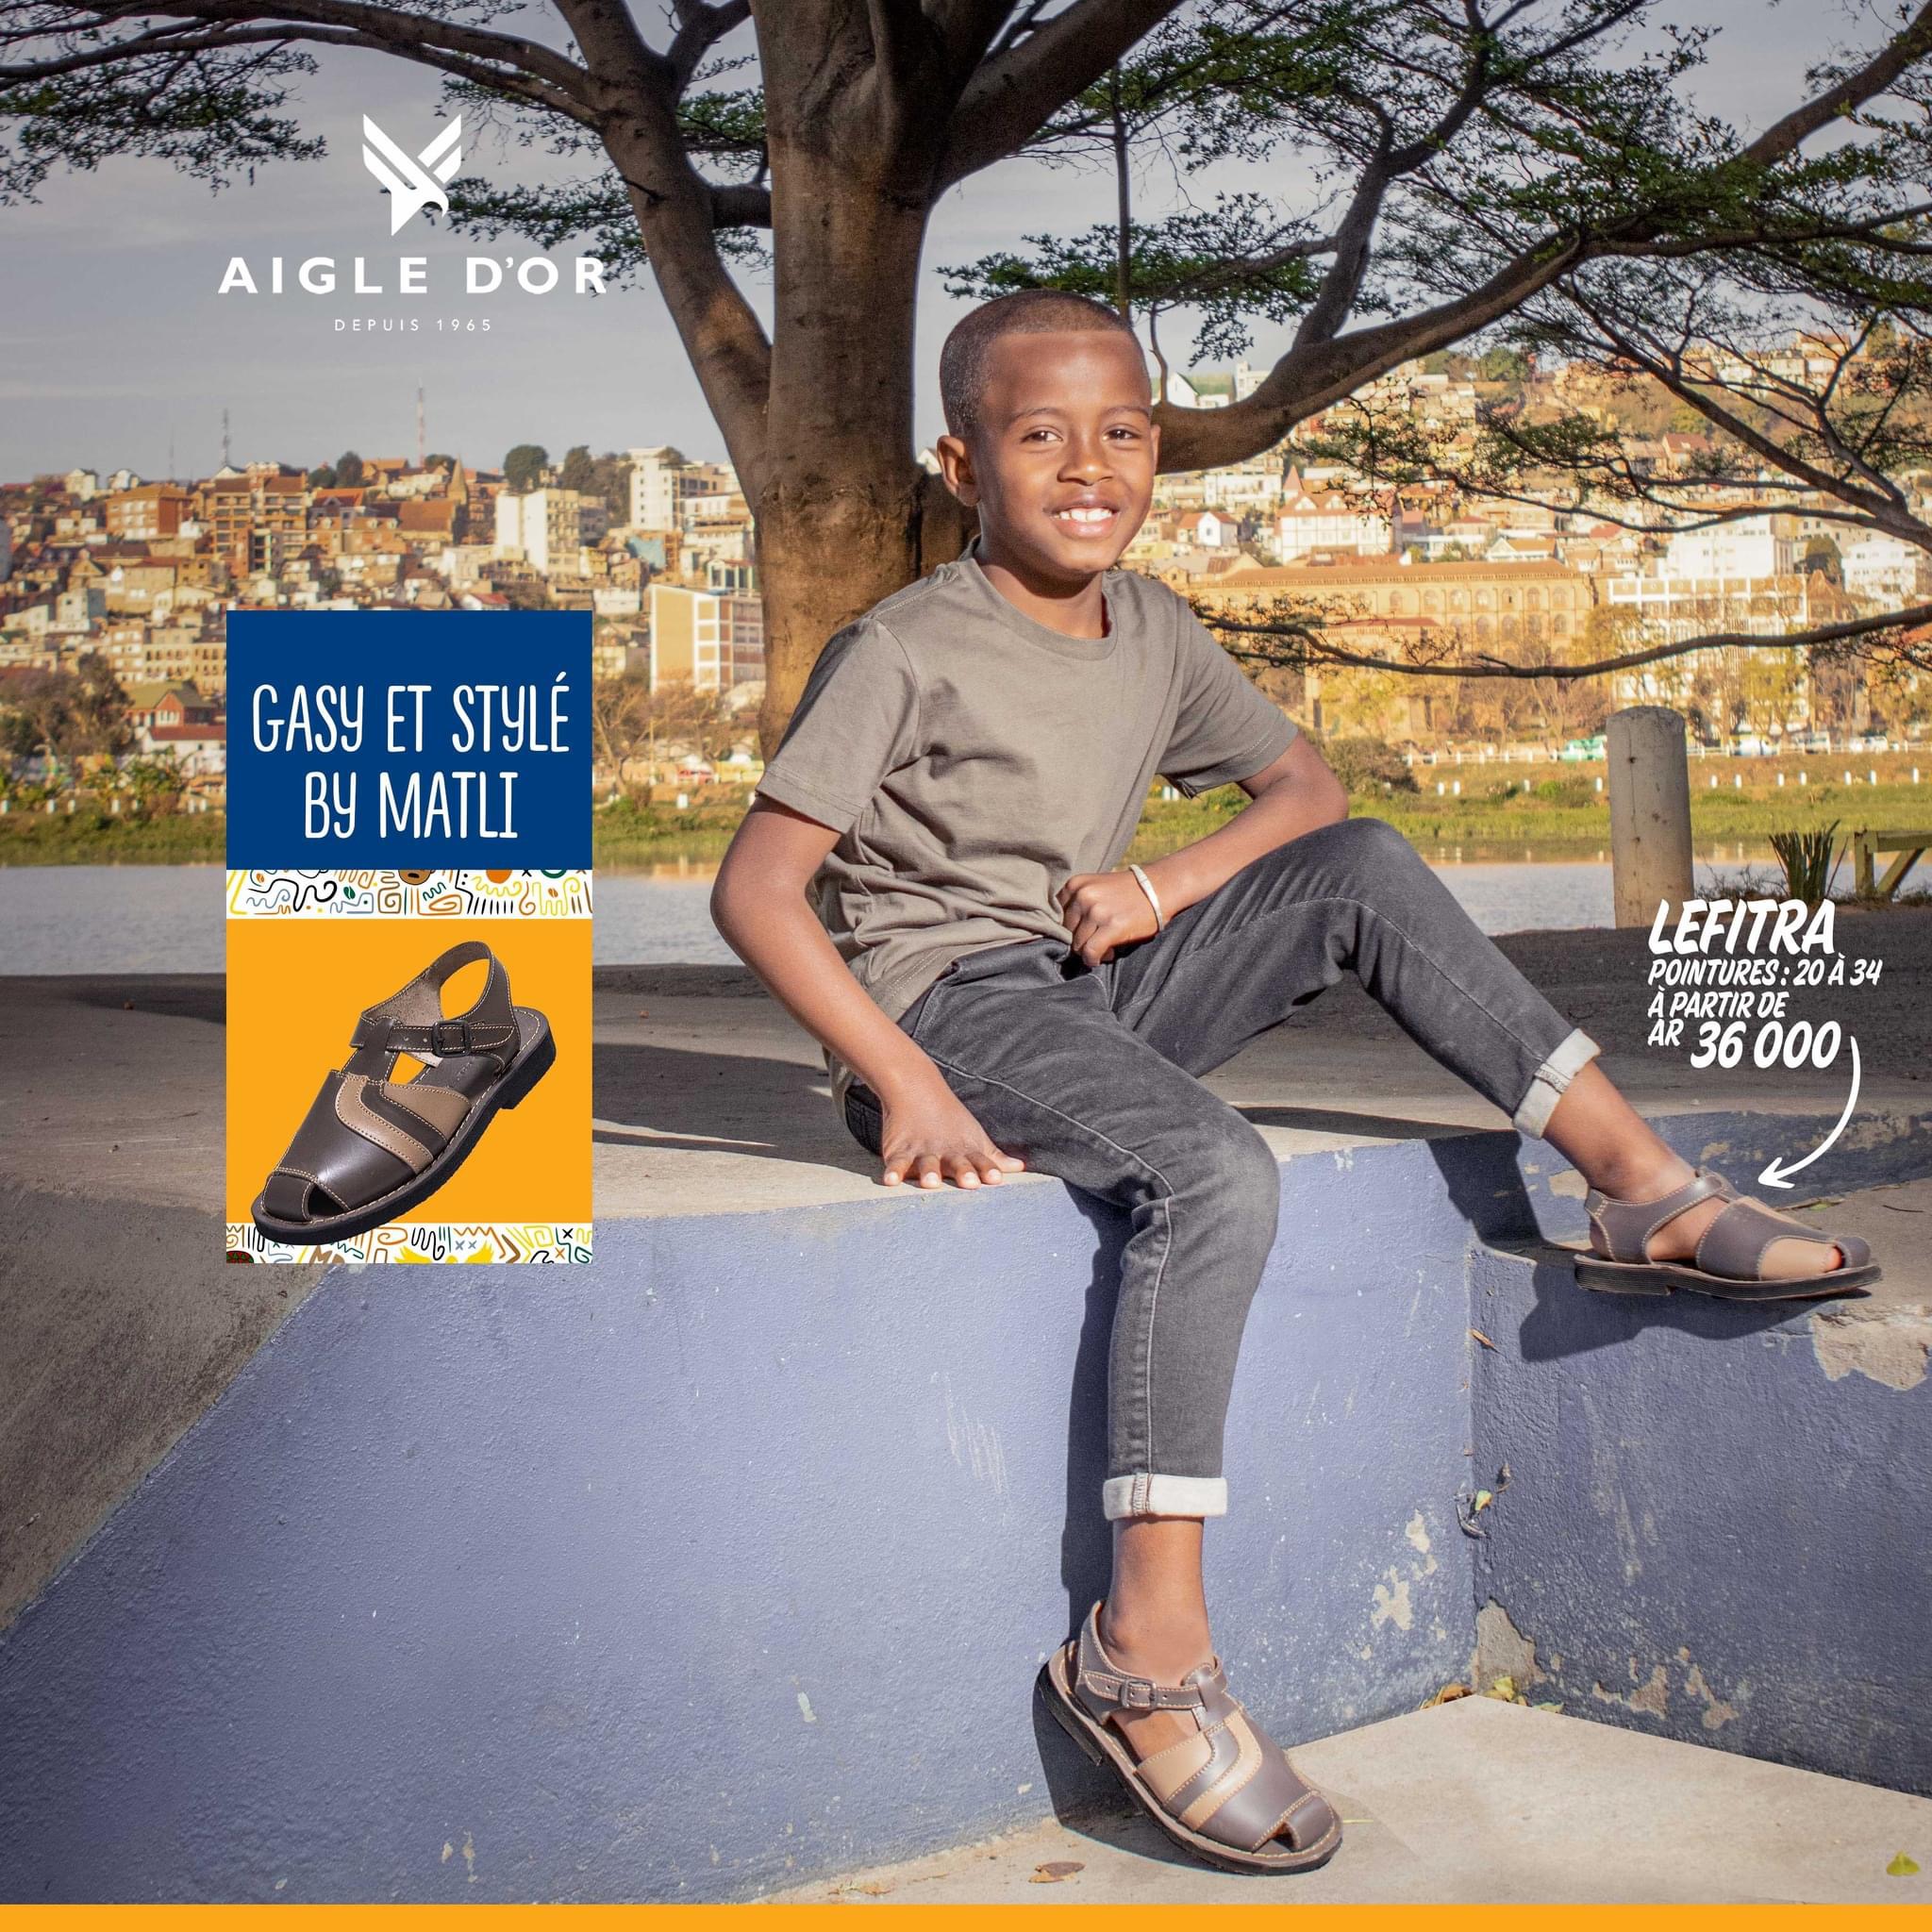 AIGLE D'OR
DEPUIS 1965
GASY ET STYLÉ
BY MATLI
LEFITRA
POINTURES : 20 À 34
À PARTIR DE
AR 36 000